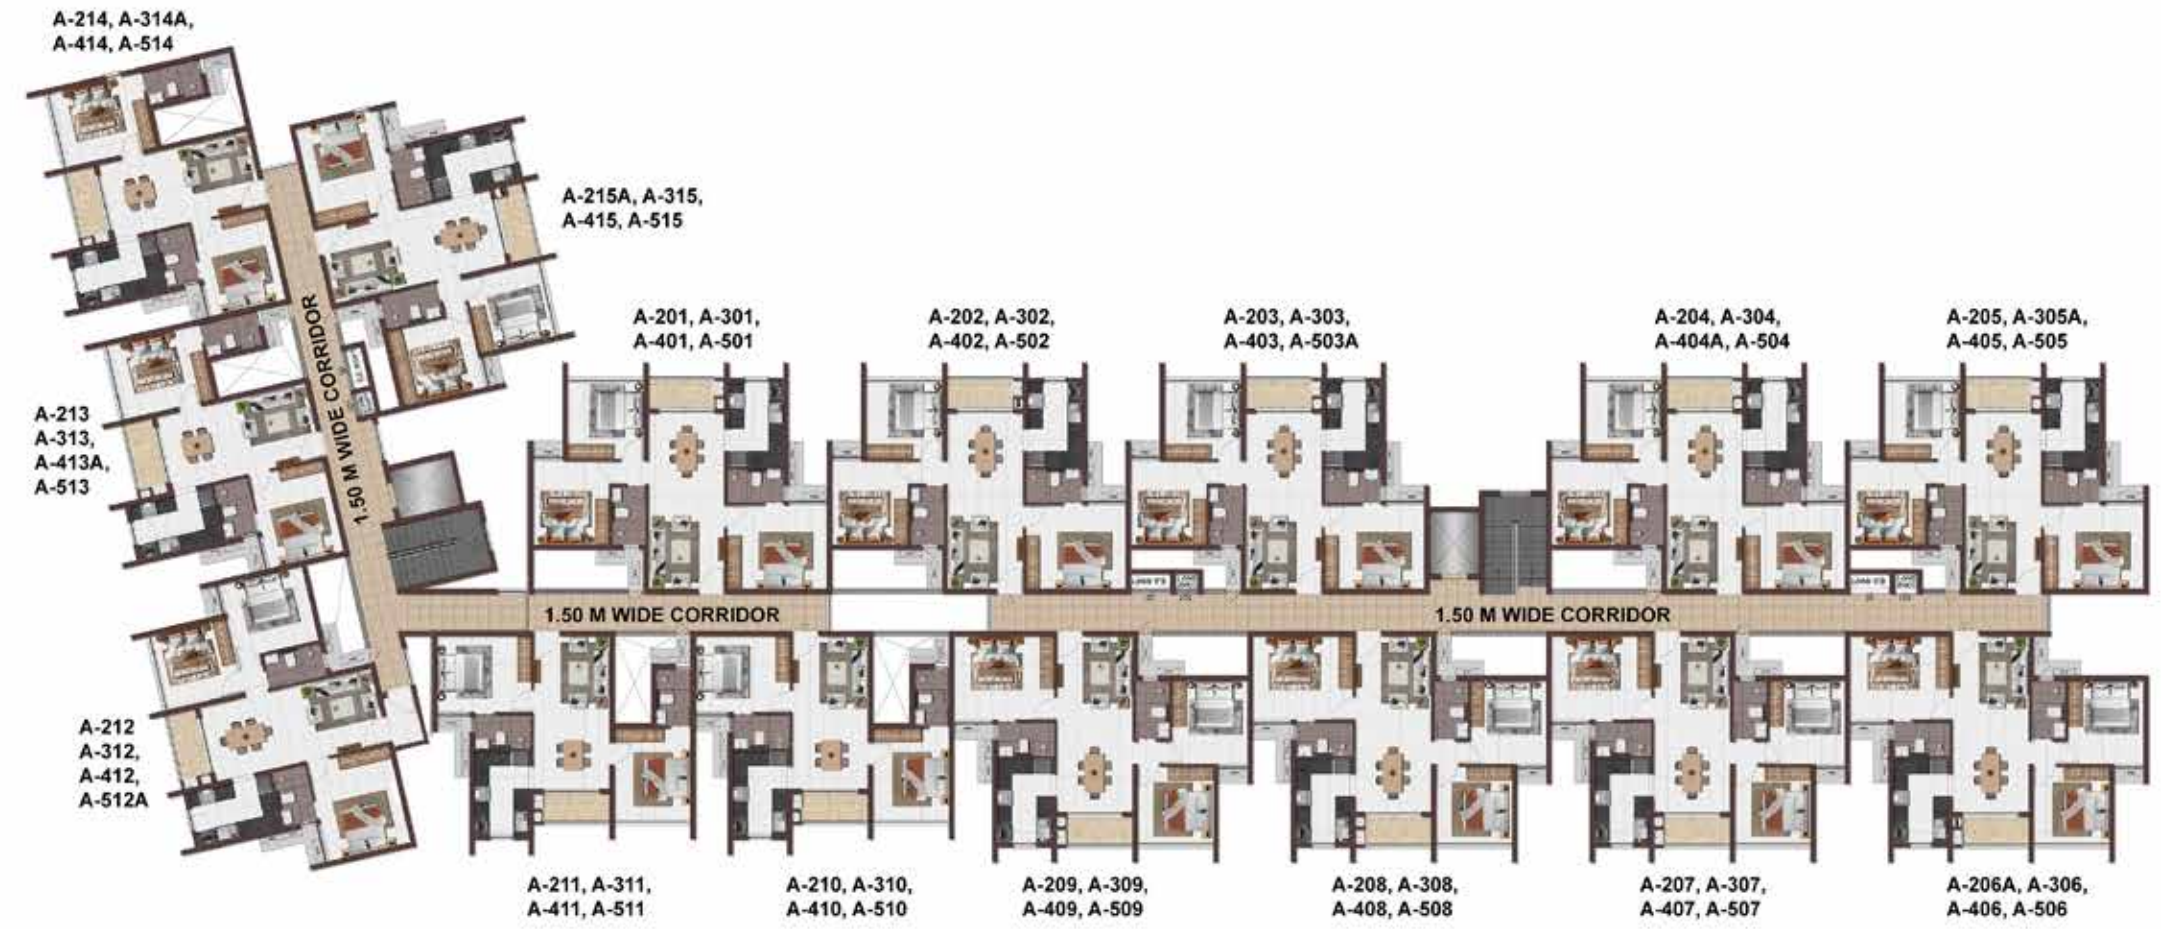 A-214, A-314A,
A-414, A-514
A-215A, A-315,
A-415, A-515
A-201, A-301,
A-401, A-501
A-202, A-302,
A-402, A-502
A-203, A-303,
A-403, A-503A
A-204, A-304,
A-404A, A-504
A-205, A-305A,
A-405, A-505
1.50 M WIDE CORRIDOR
A-213
A-313,
A-413A,
A-513
1.50 M WIDE CORRIDOR
1.50 M WIDE CORRIDOR
A-212
A-312,
A-412,
A-512A
A-211, A-311,
A-411, A-511
A-210, A-310,
A-410, A-510
A-209, A-309,
A-409, A-509
A-208, A-308,
A-408, A-508
A-207, A-307,
A-407, A-507
A-206A, A-306,
A-406, A-506